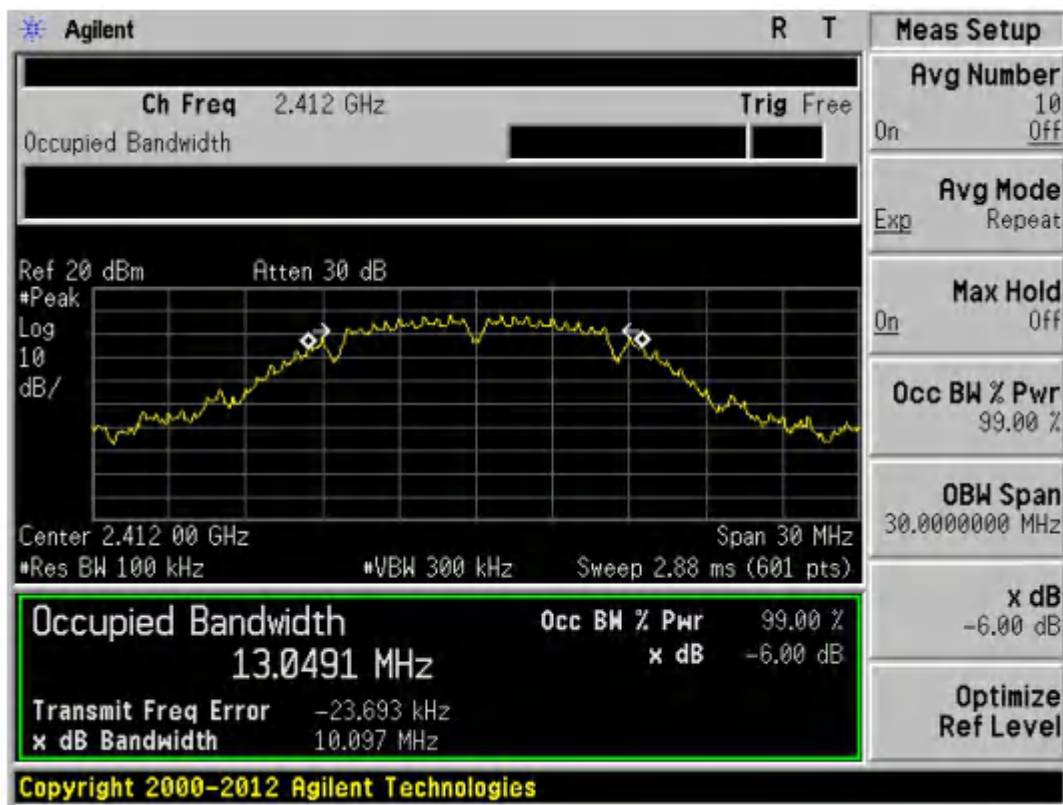 Agilent R T
Ch Freq 2.412 GHz Trig Free
Occupied Bandwidth
Ref 20 dBm Atten 30 dB
#Peak
Log
10
dB/
Center 2.412 00 GHz Span 30 MHz
#Res BW 100 kHz #VBW 300 kHz Sweep 2.88 ms (601 pts)
Occupied Bandwidth Occ BW % Pwr 99.00 %
13.0491 MHz x dB -6.00 dB
Transmit Freq Error -23.693 kHz
x dB Bandwidth 10.097 MHz
Copyright 2000-2012 Agilent Technologies
Meas Setup
Avg Number
10
On Off
Avg Mode
Exp Repeat
Max Hold
On Off
Occ BW % Pwr
99.00 %
OBW Span
30.0000000 MHz
x dB
-6.00 dB
Optimize
Ref Level